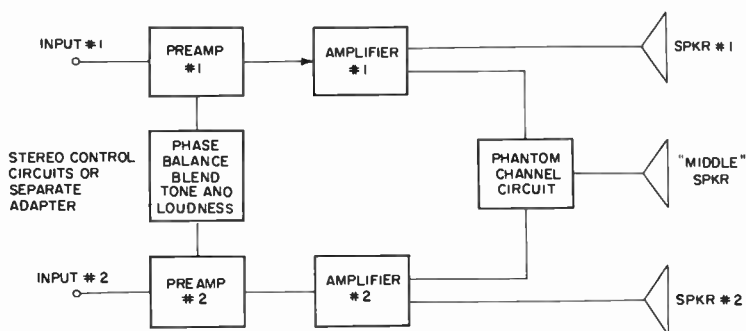 INPUT #1
PREAMP
#1
AMPLIFIER
#1
SPKR #1
STEREO CONTROL
CIRCUITS OR
SEPARATE
ADAPTER
PHASE
BALANCE
BLEND
TONE ANO
LOUDNESS
PHANTOM
CHANNEL
CIRCUIT
"MIDDLE"
SPKR
INPUT #2
PREAMP
#2
AMPLIFIER
#2
SPKR #2